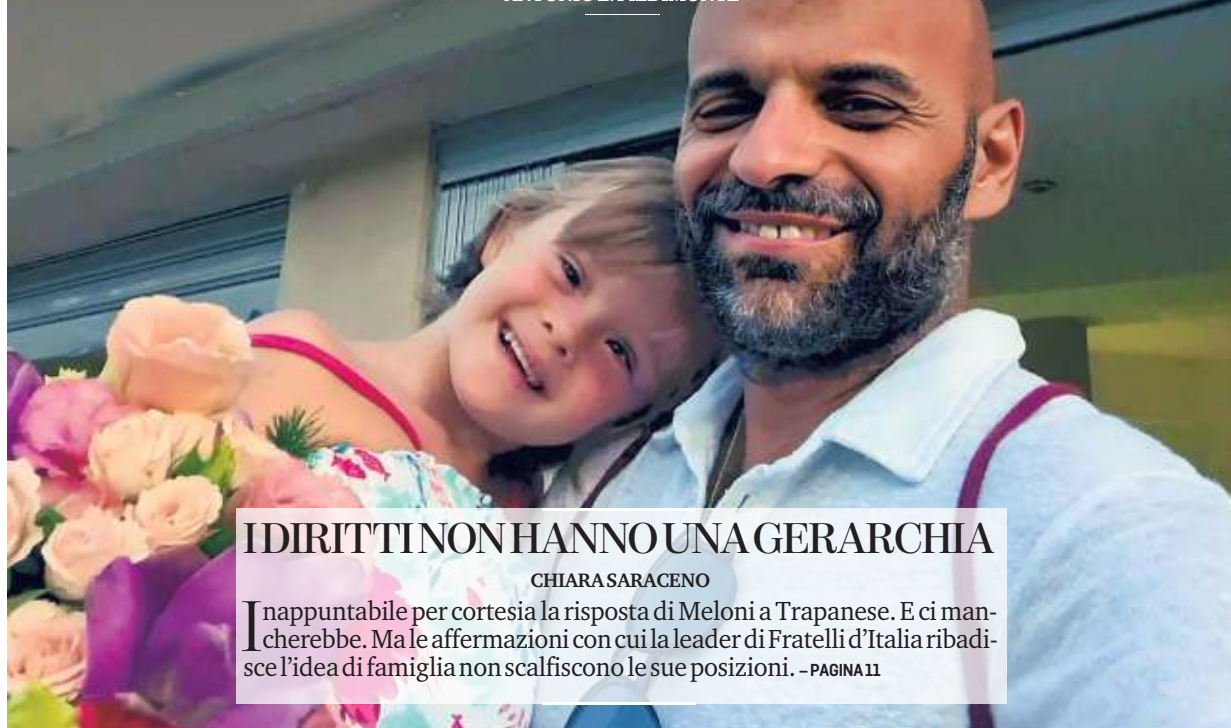 I DIRITTI NON HANNO UNA GERARCHIA
CHIARA SARACENO
Inappuntabile per cortesia la risposta di Meloni a Trapanese. E ci man-
cherebbe. Ma le affermazioni con cui la leader di Fratelli d'Italia ribadi-
sce l'idea di famiglia non scalfiscono le sue posizioni. – PAGINA 11